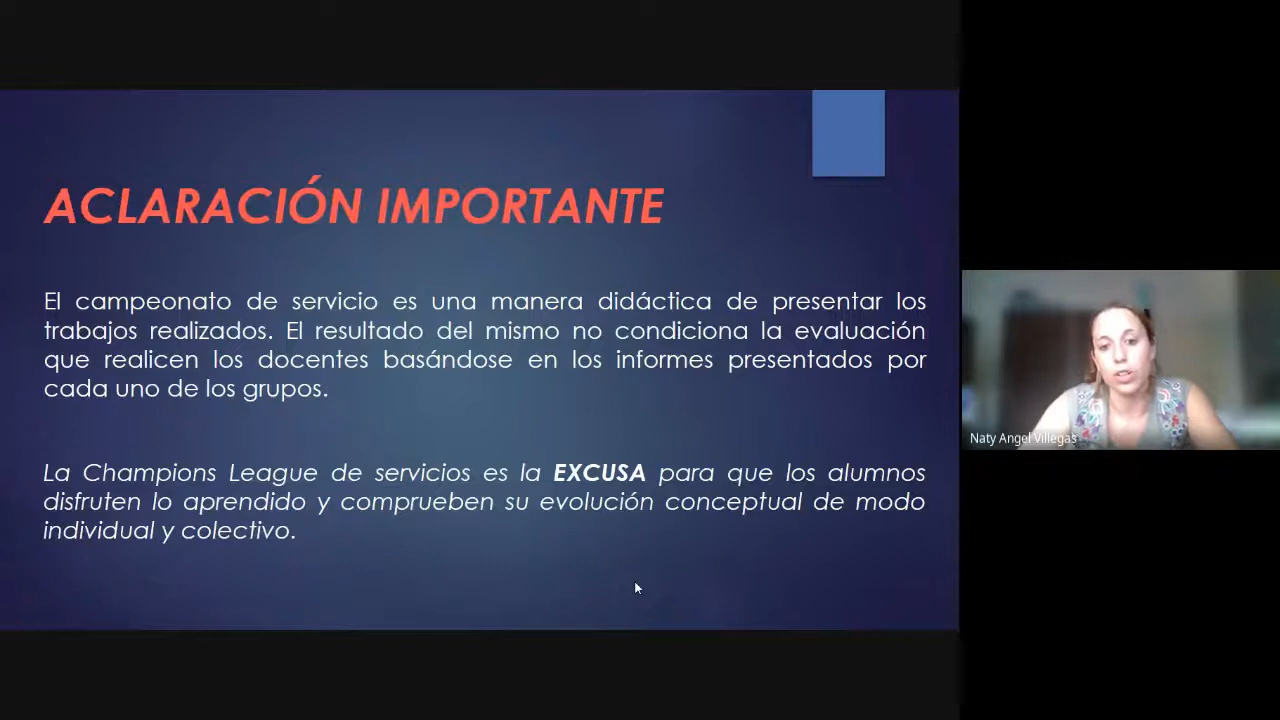 ACLARACIÓN IMPORTANTE
El campeonato de servicio es una manera didáctica de presentar los
trabajos realizados. El resultado del mismo no condiciona la evaluación
que realicen los docentes basándose en los informes presentados por
cada uno de los grupos.
La Champions League de servicios es la EXCUSA para que los alumnos
disfruten lo aprendido y comprueben su evolución conceptual de modo
individual y colectivo.
Naty Angel Villegas